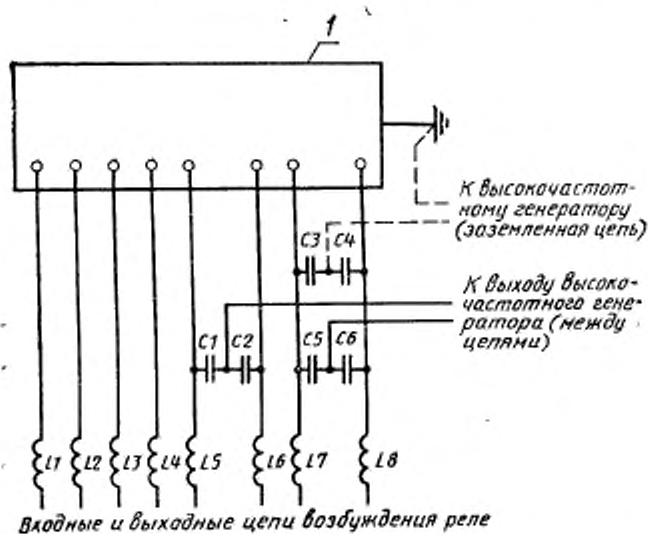 1
К высокочастот-
ному генератору
(заземленная цепь)
C3 C4
К выходу высоко-
частотного гене-
ратора (между
цепями)
C1 C2 C5 C6
L1 L2 L3 L4 L5 L6 L7 L8
Входные и выходные цепи возбуждения реле